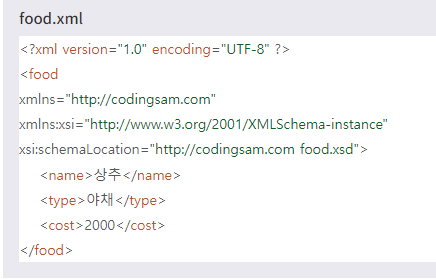 food.xml
<?xml version="1.0" encoding="UTF-8" ?>
<food
xmlns="http://codingsam.com"
xmlns:xsi="http://www.w3.org/2001/XMLSchema-instance"
xsi:schemaLocation="http://codingsam.com food.xsd">
<name>상추</name>
<type>야채</type>
<cost>2000</cost>
</food>